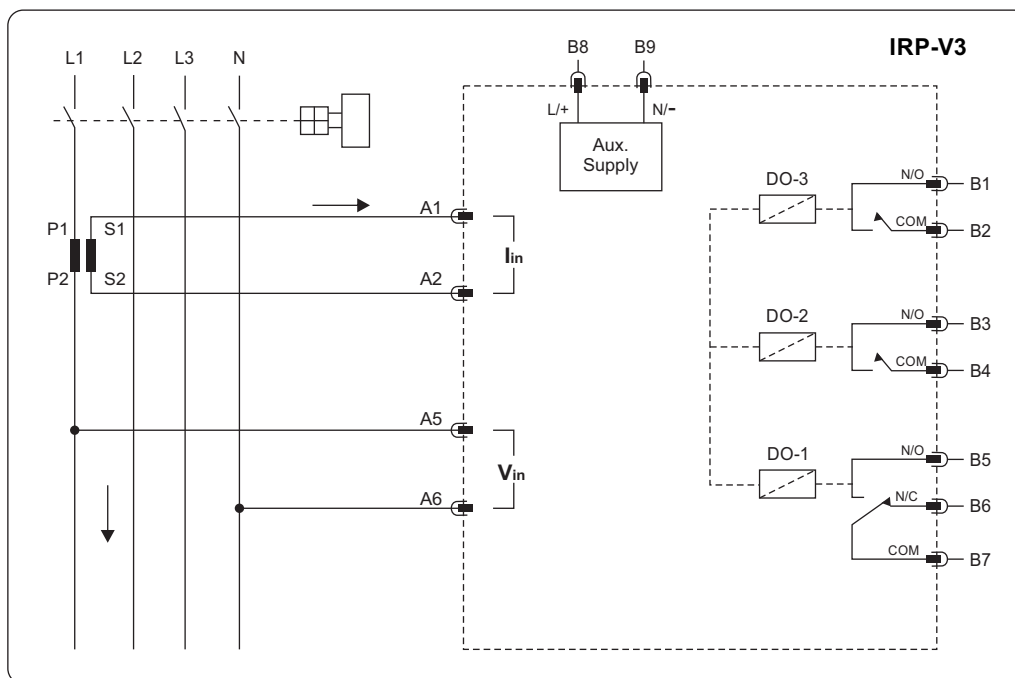 IRP-V3
L1 L2 L3 N
B8 B9
L/+ N/-
Aux.
Supply
P1 S1
P2 S2
A1
A2
Iin
A5
A6
Vin
DO-3
N/O B1
COM B2
DO-2
N/O B3
COM B4
DO-1
N/O B5
N/C B6
COM B7